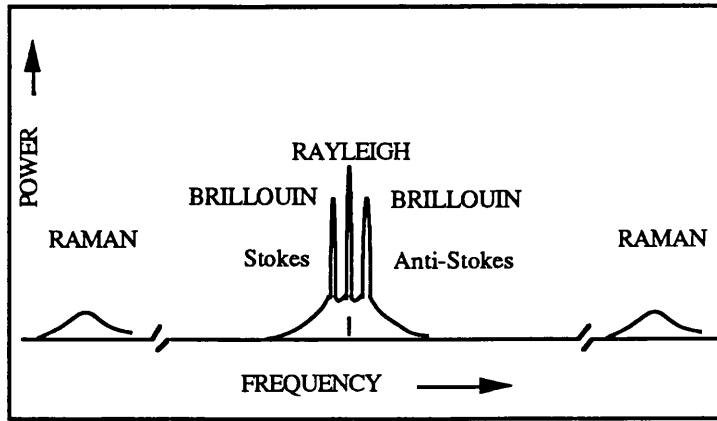 POWER
RAYLEIGH
BRILLOUIN BRILLOUIN
RAMAN RAMAN
Stokes Anti-Stokes
FREQUENCY